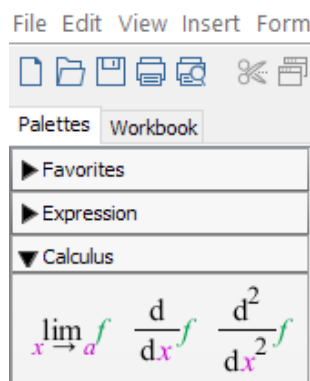 File Edit View Insert Form
Palettes Workbook
Favorites
Expression
Calculus
lim x→a f d/dx f d²/dx² f